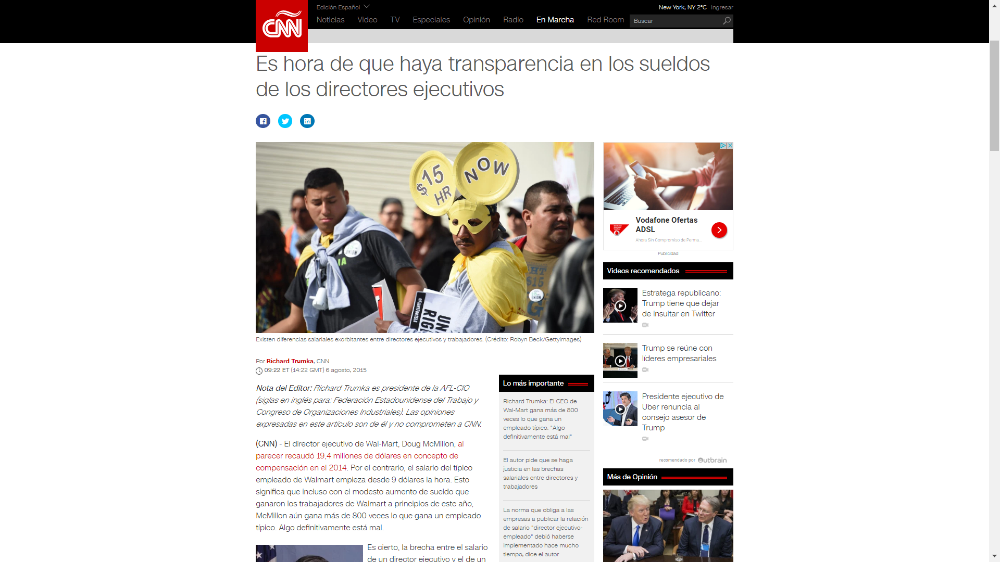 CNN
Edición Español
New York, NY 2°C Ingresar
Noticias Video TV Especiales Opinión Radio En Marcha Red Room
Buscar
Es hora de que haya transparencia en los sueldos
de los directores ejecutivos
$15
HR
NOW
UNION
HT
$15
G
@FIGHTFOR15LA
UN
RIG
Existen diferencias salariales exorbitantes entre directores ejecutivos y trabajadores. (Crédito: Robyn Beck/GettyImages)
Por Richard Trumka, CNN
09:22 ET (14:22 GMT) 6 agosto, 2015
Nota del Editor: Richard Trumka es presidente de la AFL-CIO
(siglas en inglés para: Federación Estadounidense del Trabajo y
Congreso de Organizaciones Industriales). Las opiniones
expresadas en este artículo son de él y no comprometen a CNN.
(CNN) - El director ejecutivo de Wal-Mart, Doug McMillon, al
parecer recaudó 19,4 millones de dólares en concepto de
compensación en el 2014. Por el contrario, el salario del típico
empleado de Walmart empieza desde 9 dólares la hora. Esto
significa que incluso con el modesto aumento de sueldo que
ganaron los trabajadores de Walmart a principios de este año,
McMillon aún gana más de 800 veces lo que gana un empleado
típico. Algo definitivamente está mal.
Es cierto, la brecha entre el salario
de un director ejecutivo y el de un
Lo más importante
Richard Trumka: El CEO de
Wal-Mart gana más de 800
veces lo que gana un
empleado típico. "Algo
definitivamente está mal"
El autor pide que se haga
justicia en las brechas
salariales entre directores y
trabajadores
La norma que obliga a las
empresas a publicar la relación
de salario "director ejecutivo-
empleado" debió haberse
implementado hace mucho
tiempo, dice el autor
Vodafone Ofertas
ADSL
Ahora Sin Compromiso de Perma...
Publicidad
Videos recomendados
Estratega republicano:
Trump tiene que dejar
de insultar en Twitter
Trump se reúne con
líderes empresariales
Presidente ejecutivo de
Uber renuncia al
consejo asesor de
Trump
recomendado por Outbrain
Más de Opinión